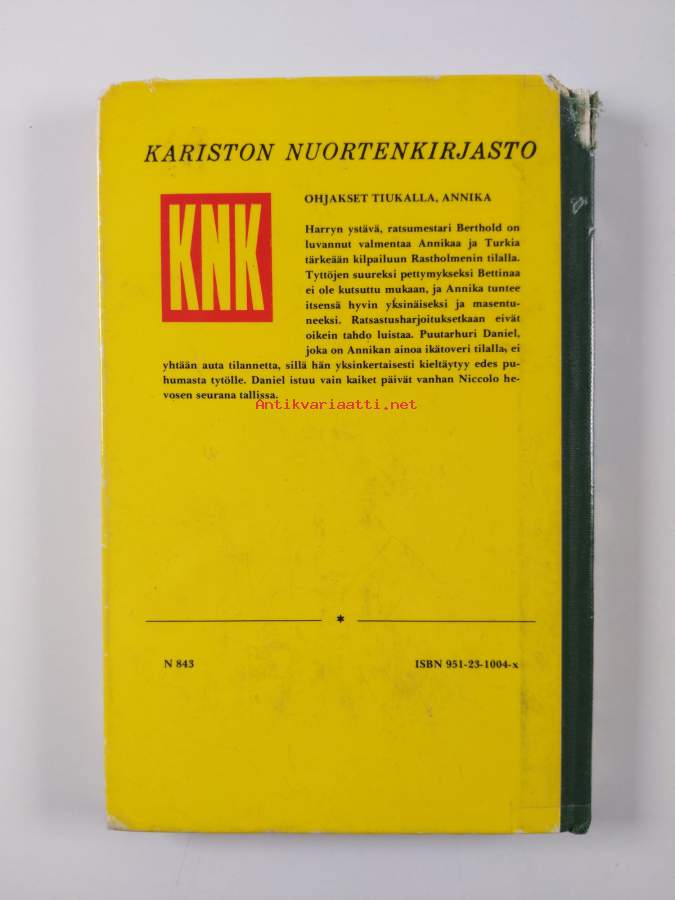 KARISTON NUORTENKIRJASTO
KNK
OHJAKSET TIUKALLA, ANNIKA
Harryn ystävä, ratsumestari Berthold on
luvannut valmentaa Annikaa ja Turkia
tärkeään kilpailuun Rastholmenin tilalla.
Tyttöjen suureksi pettymykseksi Bettinaa
ei ole kutsuttu mukaan, ja Annika tuntee
itsensä hyvin yksinäiseksi ja masentu-
neeksi. Ratsastusharjoituksetkaan eivät
oikein tahdo luistaa. Puutarhuri Daniel,
joka on Annikan ainoa ikätoveri tilalla, ei
yhtään auta tilannetta, sillä hän yksinkertaisesti kieltäytyy edes pu-
humasta tytölle. Daniel istuu vain kaiket päivät vanhan Niccolo he-
vosen seurana tallissa.
Antikvariaatti.net
N 843
ISBN 951-23-1004-x